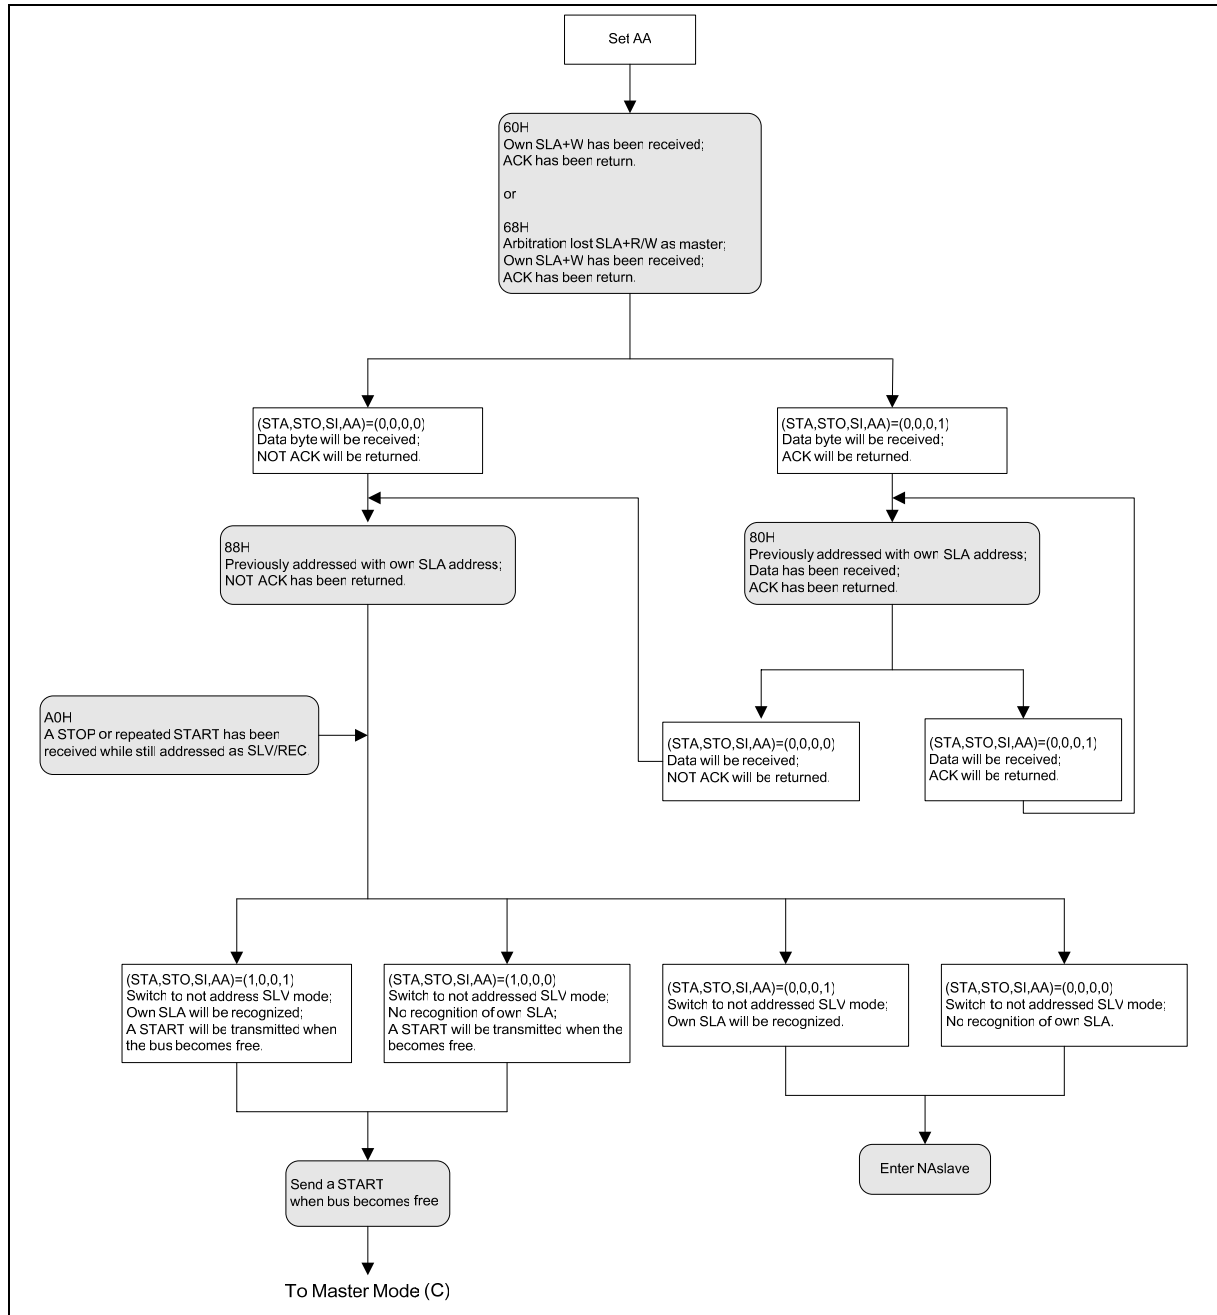 Set AA
60H
Own SLA+W has been received;
ACK has been return.
or
68H
Arbitration lost SLA+R/W as master;
Own SLA+W has been received;
ACK has been return.
(STA,STO,SI,AA)=(0,0,0,0)
Data byte will be received;
NOT ACK will be returned.
(STA,STO,SI,AA)=(0,0,0,1)
Data byte will be received;
ACK will be returned.
88H
Previously addressed with own SLA address;
NOT ACK has been returned.
80H
Previously addressed with own SLA address;
Data has been received;
ACK has been returned.
A0H
A STOP or repeated START has been
received while still addressed as SLV/REC.
(STA,STO,SI,AA)=(0,0,0,0)
Data will be received;
NOT ACK will be returned.
(STA,STO,SI,AA)=(0,0,0,1)
Data will be received;
ACK will be returned.
(STA,STO,SI,AA)=(1,0,0,1)
Switch to not address SLV mode;
Own SLA will be recognized;
A START will be transmitted when
the bus becomes free.
(STA,STO,SI,AA)=(1,0,0,0)
Switch to not addressed SLV mode;
No recognition of own SLA;
A START will be transmitted when the
becomes free.
(STA,STO,SI,AA)=(0,0,0,1)
Switch to not addressed SLV mode;
Own SLA will be recognized.
(STA,STO,SI,AA)=(0,0,0,0)
Switch to not addressed SLV mode;
No recognition of own SLA.
Send a START
when bus becomes free
Enter NAslave
To Master Mode (C)